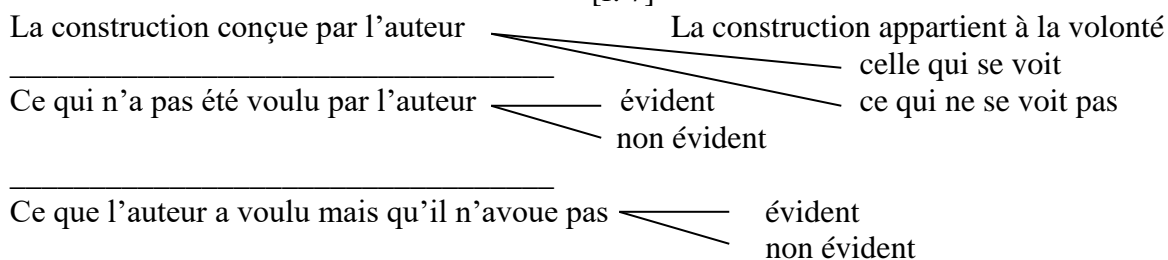 La construction conçue par l’auteur La construction appartient à la volonté
celle qui se voit
Ce qui n’a pas été voulu par l’auteur évident ce qui ne se voit pas
non évident
Ce que l’auteur a voulu mais qu’il n’avoue pas évident
non évident